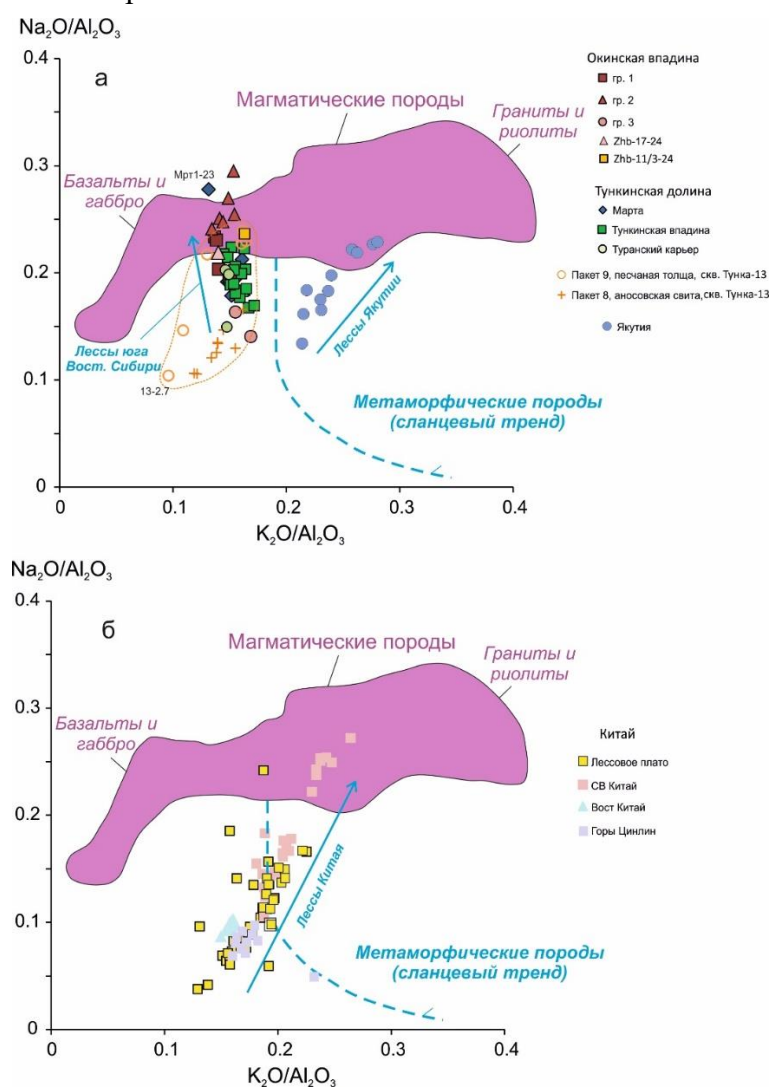 Na₂O/Al₂O₃
0.4
0.3
0.2
0.1
0
0
0.1
0.2
0.3
0.4
K₂O/Al₂O₃
а
Магматические породы
Граниты и
риолиты
Базальты и
габбро
Мрт1-23
Лессы юга
Вост. Сибири
13-2.7
Лессы Якутии
Метаморфические породы
(сланцевый тренд)
Окинская впадина
гр. 1
гр. 2
гр. 3
Zhb-17-24
Zhb-11/3-24
Тункинская долина
Марта
Тункинская впадина
Туранский карьер
Пакет 9, песчаная толща, скв. Тунка-13
Пакет 8, аносовская свита, скв. Тунка-13
Якутия
Na₂O/Al₂O₃
0.4
0.3
0.2
0.1
0
0
0.1
0.2
0.3
0.4
K₂O/Al₂O₃
б
Магматические породы
Граниты и
риолиты
Базальты и
габбро
Лессы Китая
Метаморфические породы
(сланцевый тренд)
Китай
Лессовое плато
СВ Китай
Вост Китай
Горы Цинлин